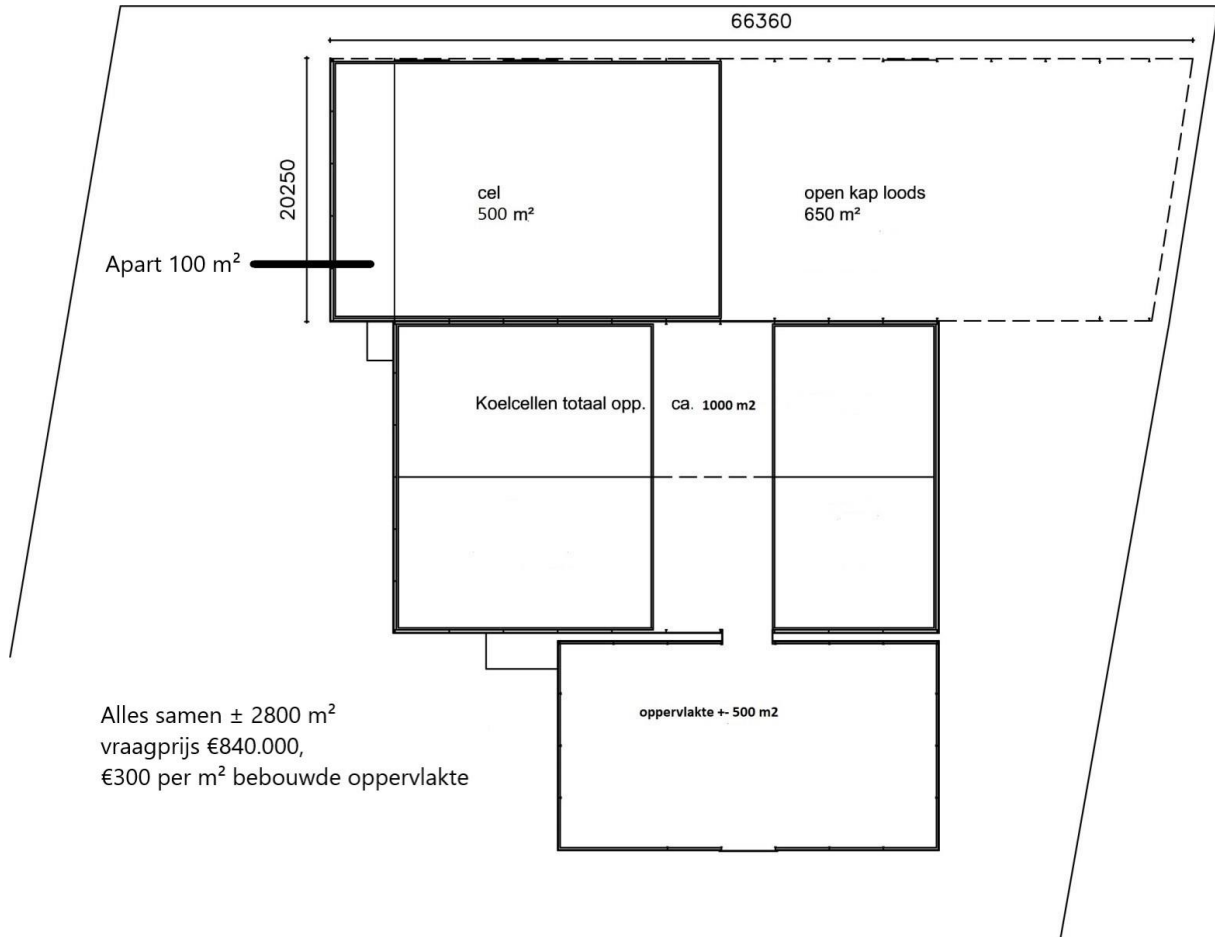 66360
20250
cel
500 m²
open kap loods
650 m²
Apart 100 m²
Koelcellen totaal opp. ca. 1000 m2
oppervlakte +- 500 m2
Alles samen ± 2800 m²
vraagprijs €840.000,
€300 per m² bebouwde oppervlakte